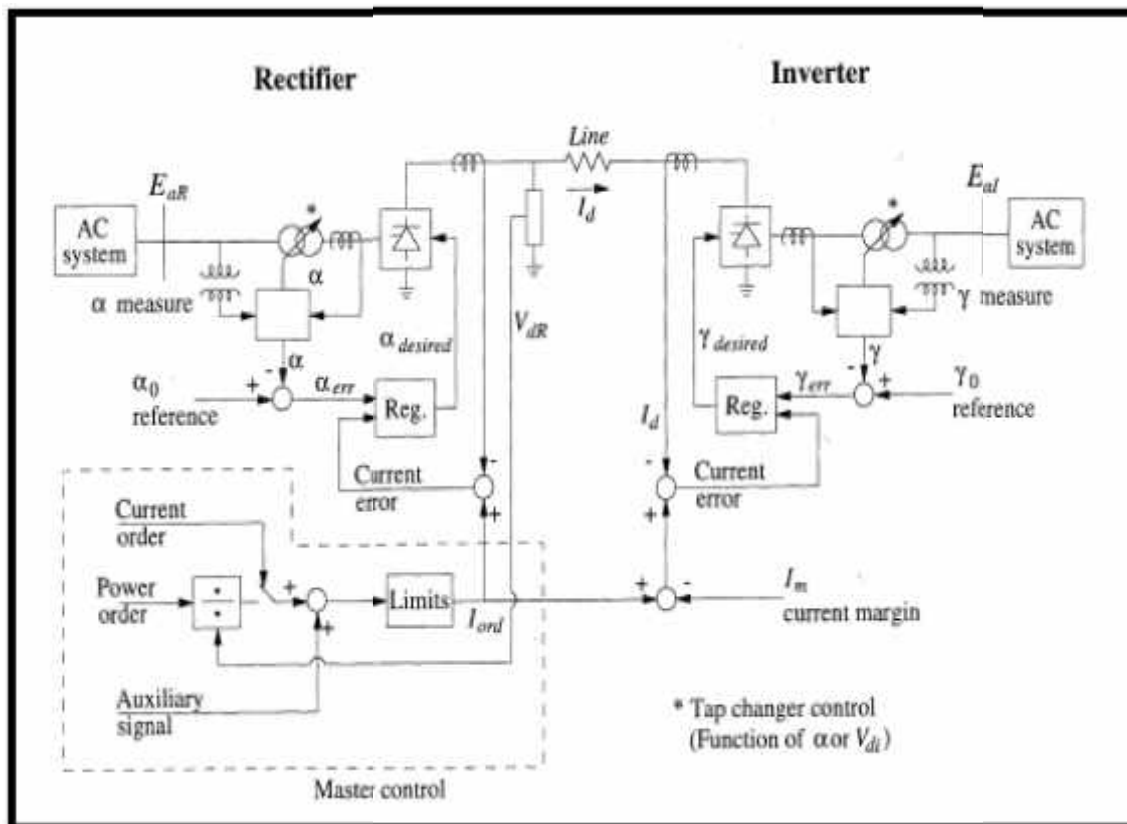 Rectifier
Inverter
Line
E_aR
E_aI
*
*
I_d
AC
system
AC
system
α
α measure
γ measure
V_dR
α_desired
γ_desired
α
-
γ
-
α_0
reference
+
α_err
Reg.
γ_err
Reg.
+
γ_0
reference
I_d
Current
error
-
+
-
+
Current
error
Current
order
Power
order
÷
+
+
Limits
I_ord
+
-
I_m
current margin
Auxiliary
signal
* Tap changer control
(Function of α or V_di)
Master control